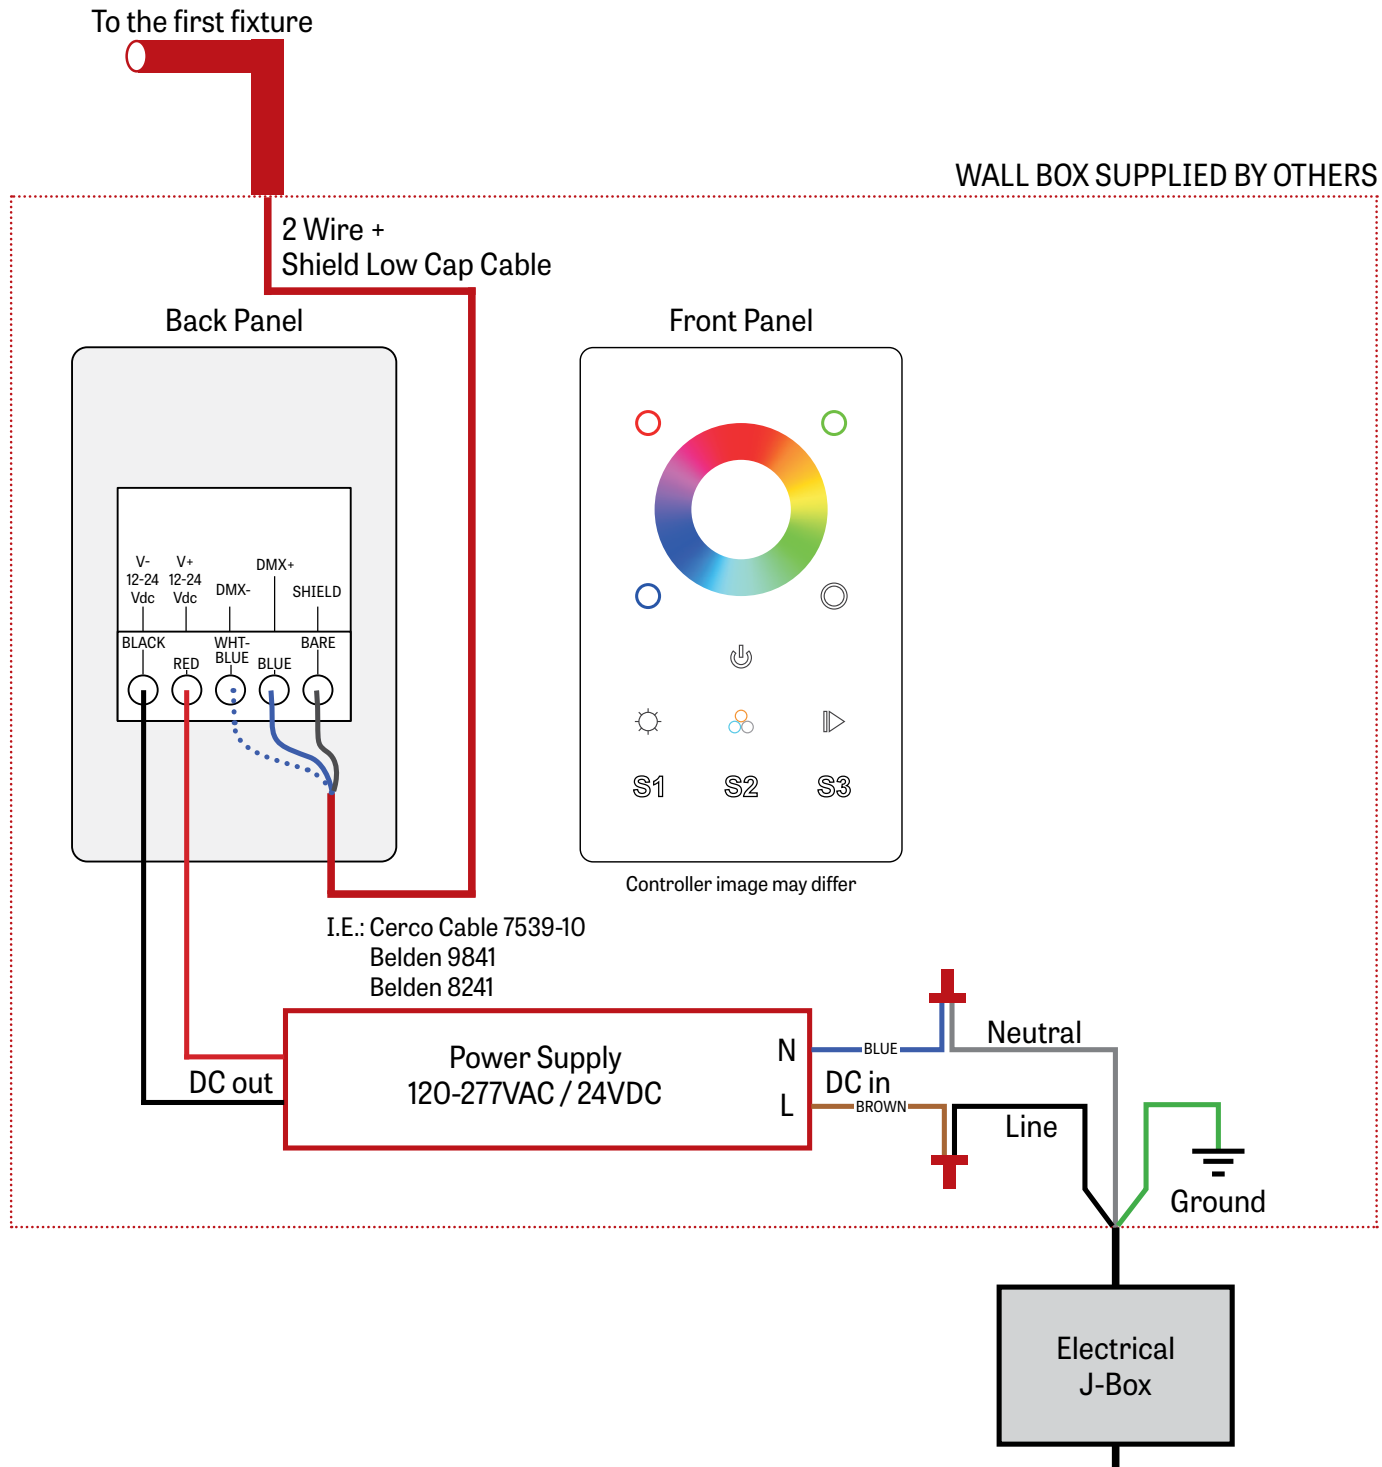 To the first fixture
WALL BOX SUPPLIED BY OTHERS
2 Wire +
Shield Low Cap Cable
Back Panel
Front Panel
V-
12-24
Vdc
V+
12-24
Vdc
DMX-
DMX+
SHIELD
BLACK
RED
WHT-
BLUE
BLUE
BARE
S1
S2
S3
Controller image may differ
I.E.: Cerco Cable 7539-10
Belden 9841
Belden 8241
Power Supply
120-277VAC / 24VDC
DC out
N
L
BLUE
DC in
BROWN
Neutral
Line
Ground
Electrical
J-Box